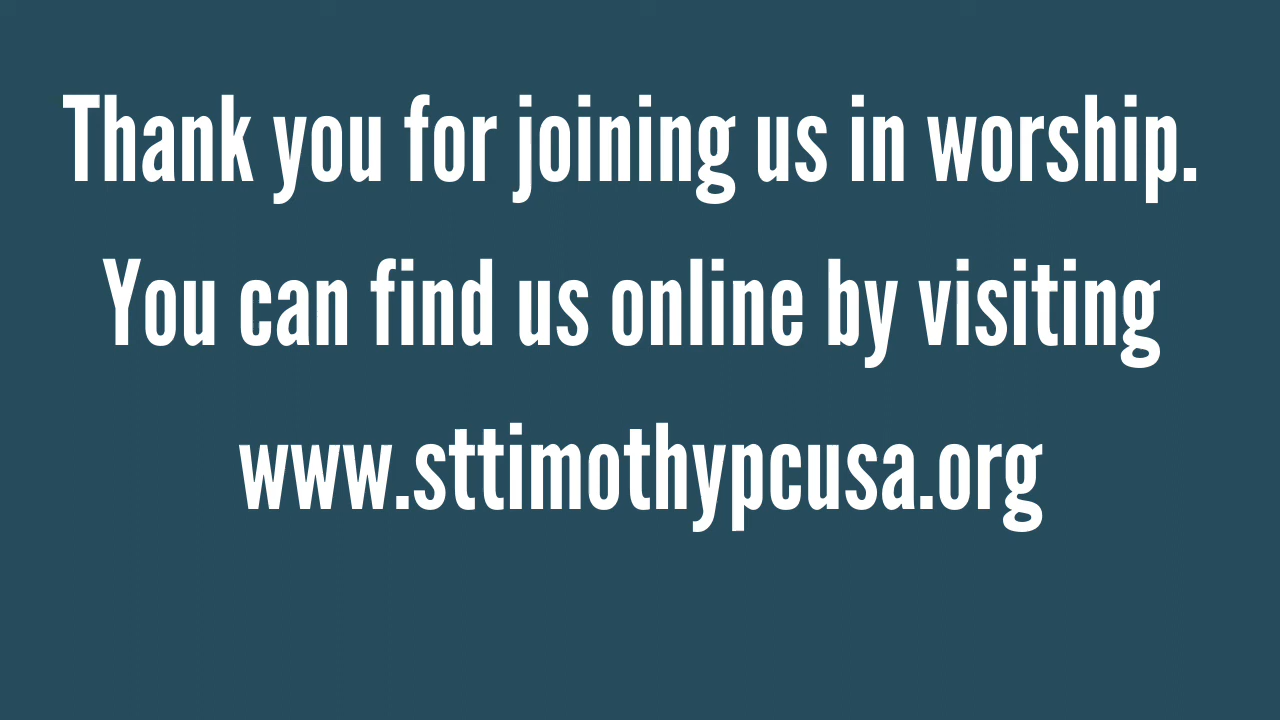 Thank you for joining us in worship.
You can find us online by visiting
www.sttimothypcusa.org